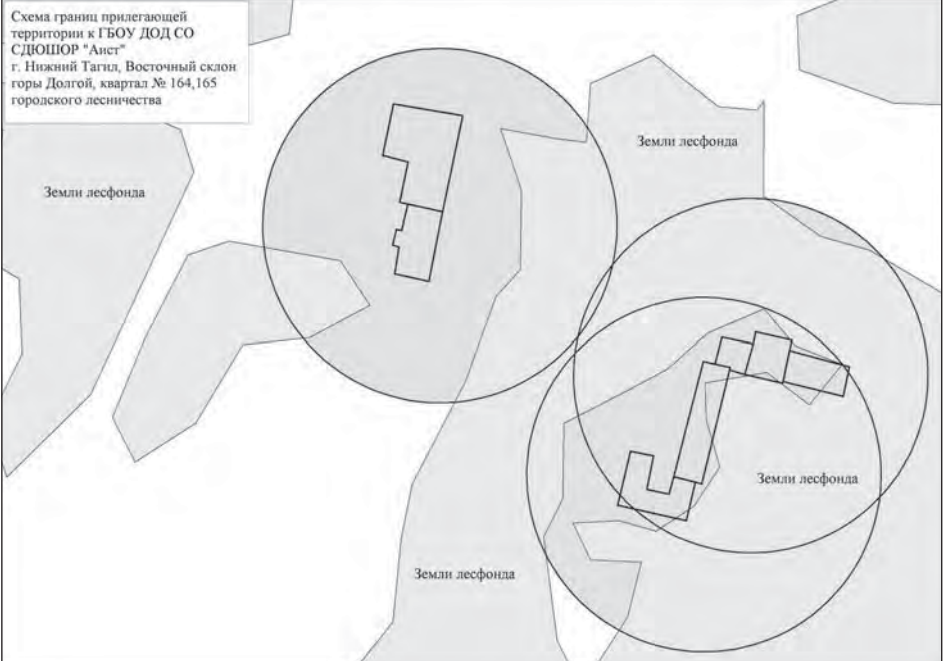 Схема границ прилегающей
территории к ГБОУ ДОД СО
СДЮШОР "Аист"
г. Нижний Тагил, Восточный склон
горы Долгой, квартал № 164,165
городского лесничества
Земли лесфонда
Земли лесфонда
Земли лесфонда
Земли лесфонда